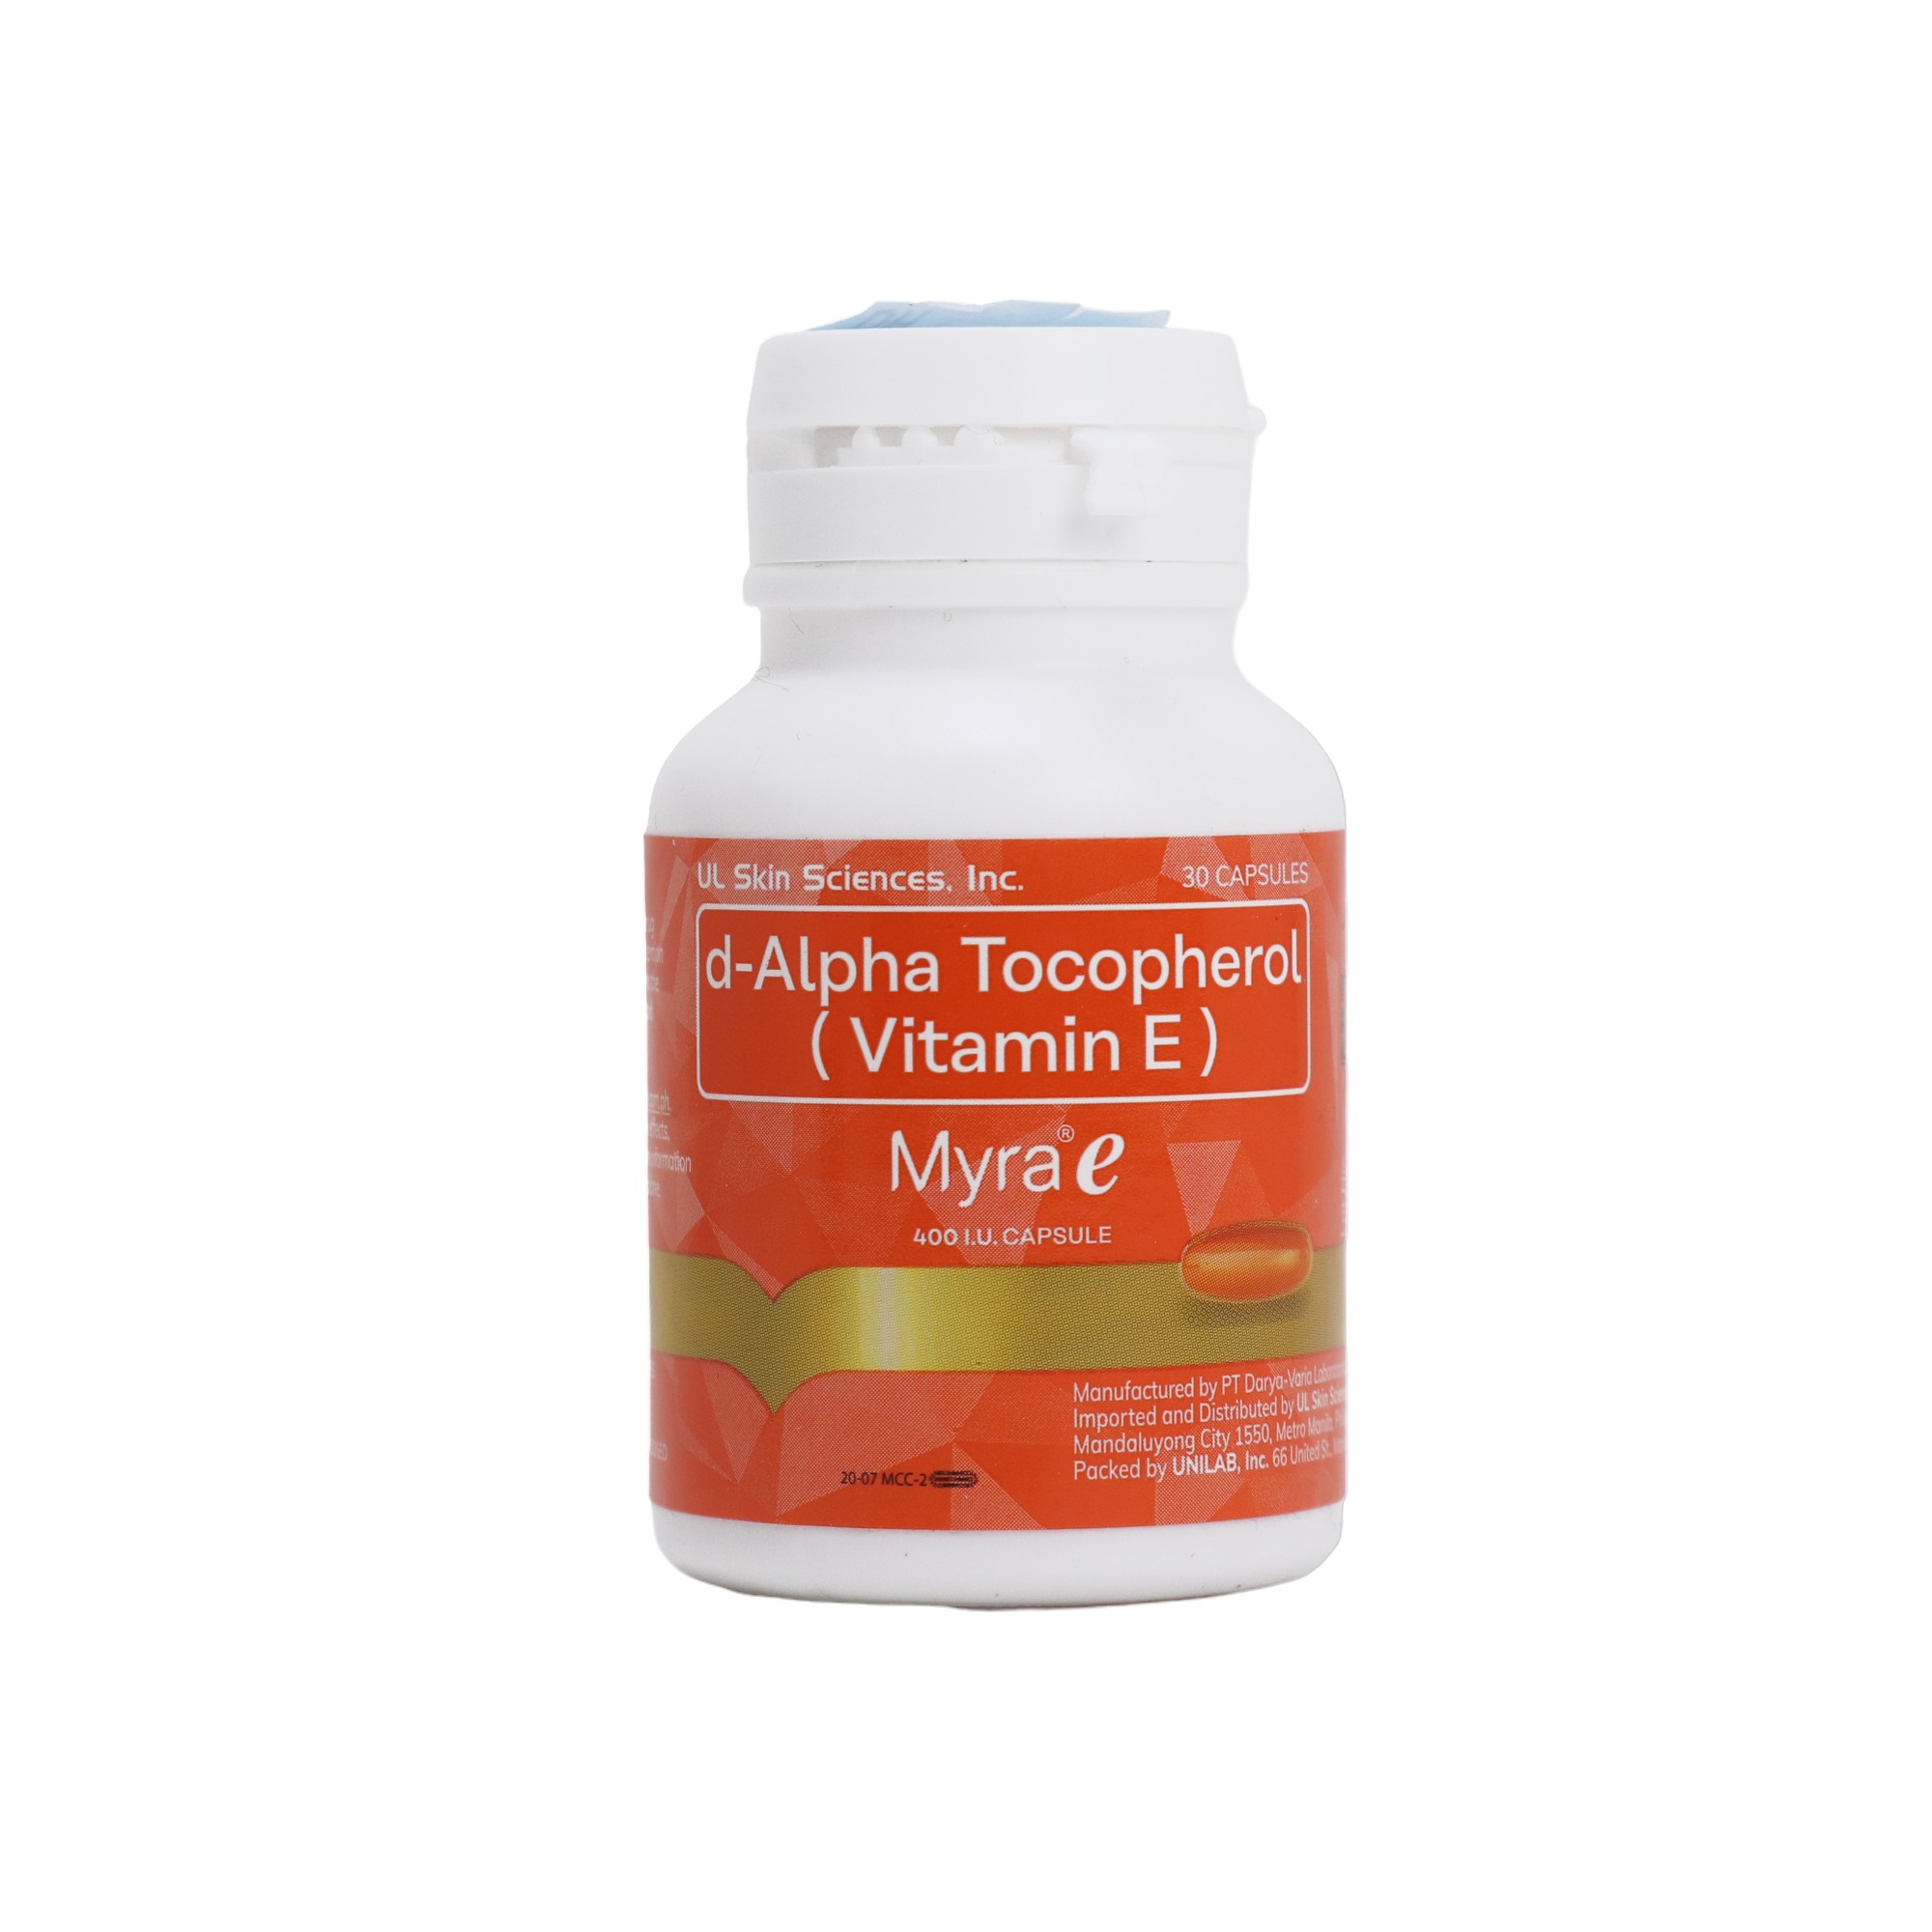 UL Skin Sciences, Inc.
30 CAPSULES
d-Alpha Tocopherol
( Vitamin E )
Myra® e
400 I.U. CAPSULE
Manufactured by PT Darya-Varia
Imported and Distributed by UL Skin
Mandaluyong City 1550, Metro Manila,
Packed by UNILAB, Inc. 66 United St.,
20-07 MCC-2